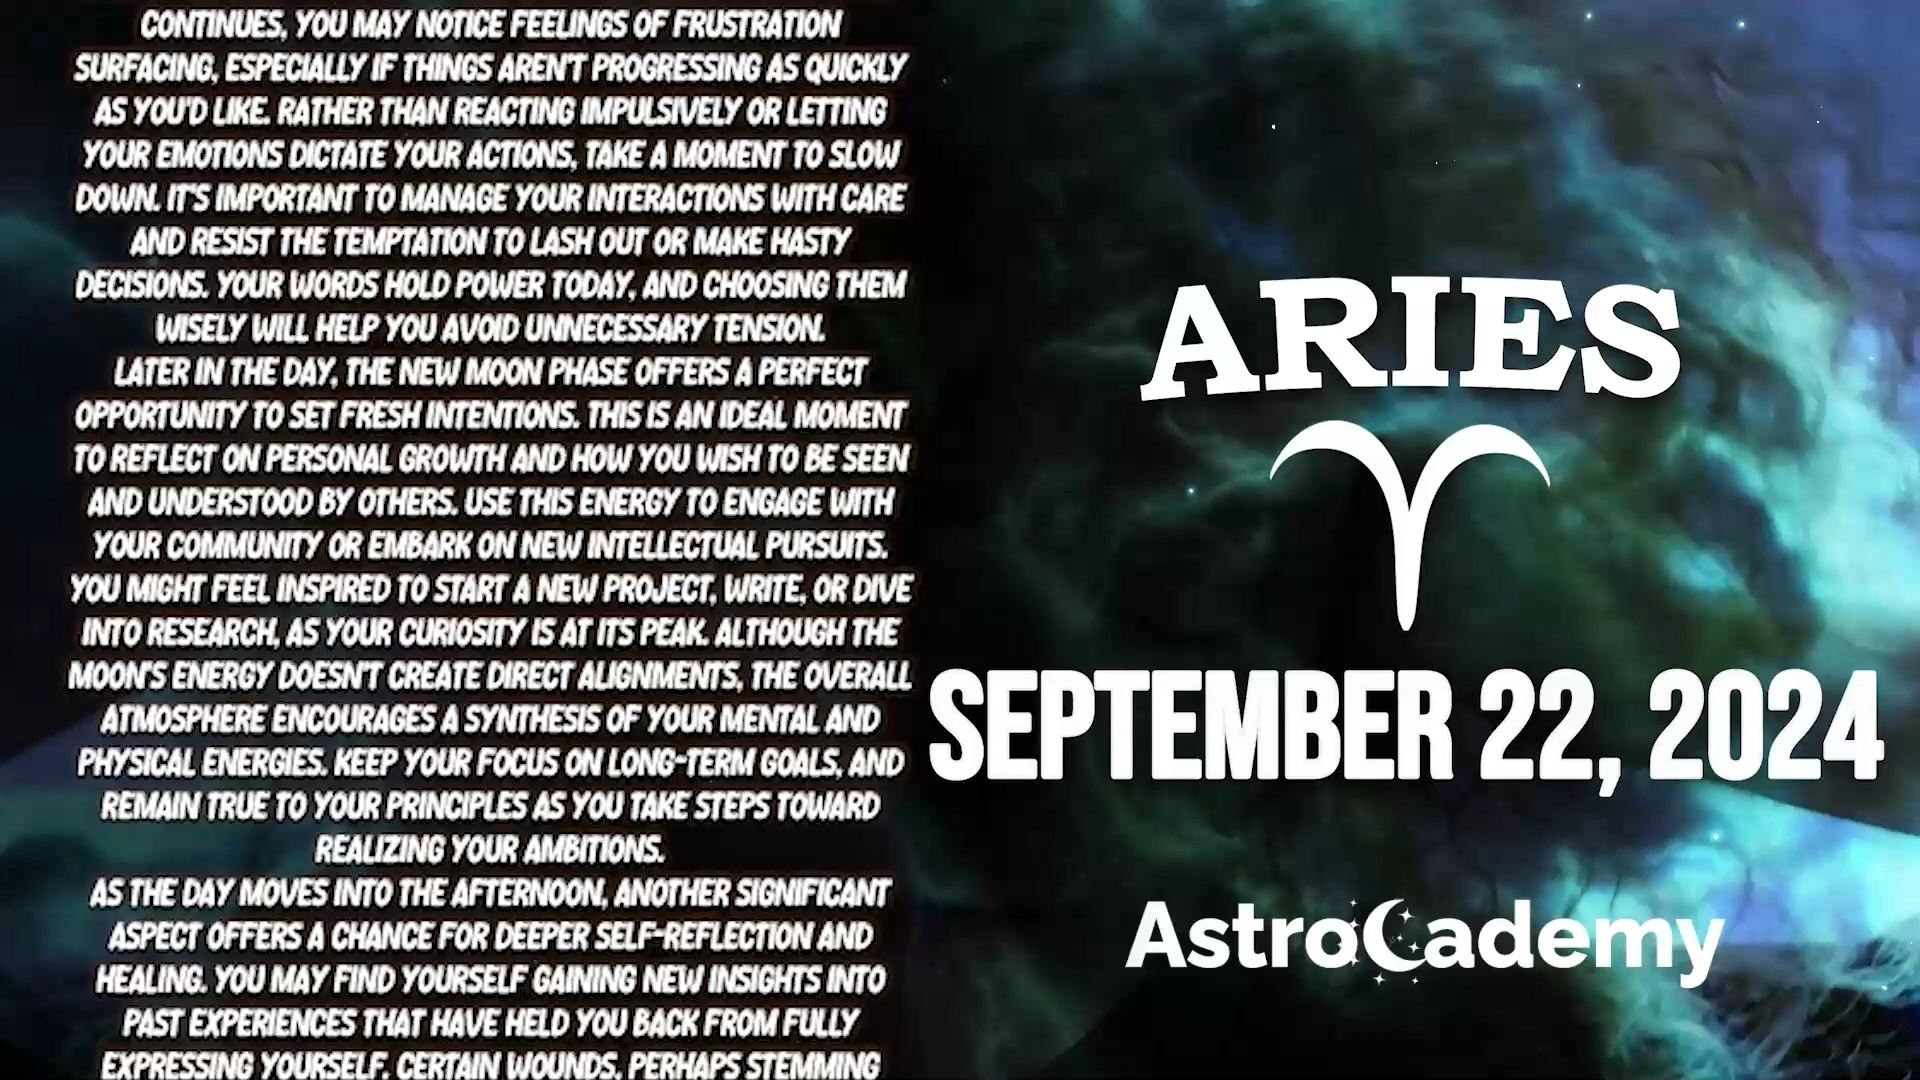 CONTINUES, YOU MAY NOTICE FEELINGS OF FRUSTRATION
SURFACING, ESPECIALLY IF THINGS AREN'T PROGRESSING AS QUICKLY
AS YOU'D LIKE. RATHER THAN REACTING IMPULSIVELY OR LETTING
YOUR EMOTIONS DICTATE YOUR ACTIONS, TAKE A MOMENT TO SLOW
DOWN. IT'S IMPORTANT TO MANAGE YOUR INTERACTIONS WITH CARE
AND RESIST THE TEMPTATION TO LASH OUT OR MAKE HASTY
DECISIONS. YOUR WORDS HOLD POWER TODAY, AND CHOOSING THEM
WISELY WILL HELP YOU AVOID UNNECESSARY TENSION.
LATER IN THE DAY, THE NEW MOON PHASE OFFERS A PERFECT
OPPORTUNITY TO SET FRESH INTENTIONS. THIS IS AN IDEAL MOMENT
TO REFLECT ON PERSONAL GROWTH AND HOW YOU WISH TO BE SEEN
AND UNDERSTOOD BY OTHERS. USE THIS ENERGY TO ENGAGE WITH
YOUR COMMUNITY OR EMBARK ON NEW INTELLECTUAL PURSUITS.
YOU MIGHT FEEL INSPIRED TO START A NEW PROJECT, WRITE, OR DIVE
INTO RESEARCH, AS YOUR CURIOSITY IS AT ITS PEAK. ALTHOUGH THE
MOON'S ENERGY DOESN'T CREATE DIRECT ALIGNMENTS, THE OVERALL
ATMOSPHERE ENCOURAGES A SYNTHESIS OF YOUR MENTAL AND
PHYSICAL ENERGIES. KEEP YOUR FOCUS ON LONG-TERM GOALS, AND
REMAIN TRUE TO YOUR PRINCIPLES AS YOU TAKE STEPS TOWARD
REALIZING YOUR AMBITIONS.
AS THE DAY MOVES INTO THE AFTERNOON, ANOTHER SIGNIFICANT
ASPECT OFFERS A CHANCE FOR DEEPER SELF-REFLECTION AND
HEALING. YOU MAY FIND YOURSELF GAINING NEW INSIGHTS INTO
PAST EXPERIENCES THAT HAVE HELD YOU BACK FROM FULLY
EXPRESSING YOURSELF. CERTAIN WOUNDS, PERHAPS STEMMING
ARIES
SEPTEMBER 22, 2024
AstroCademy